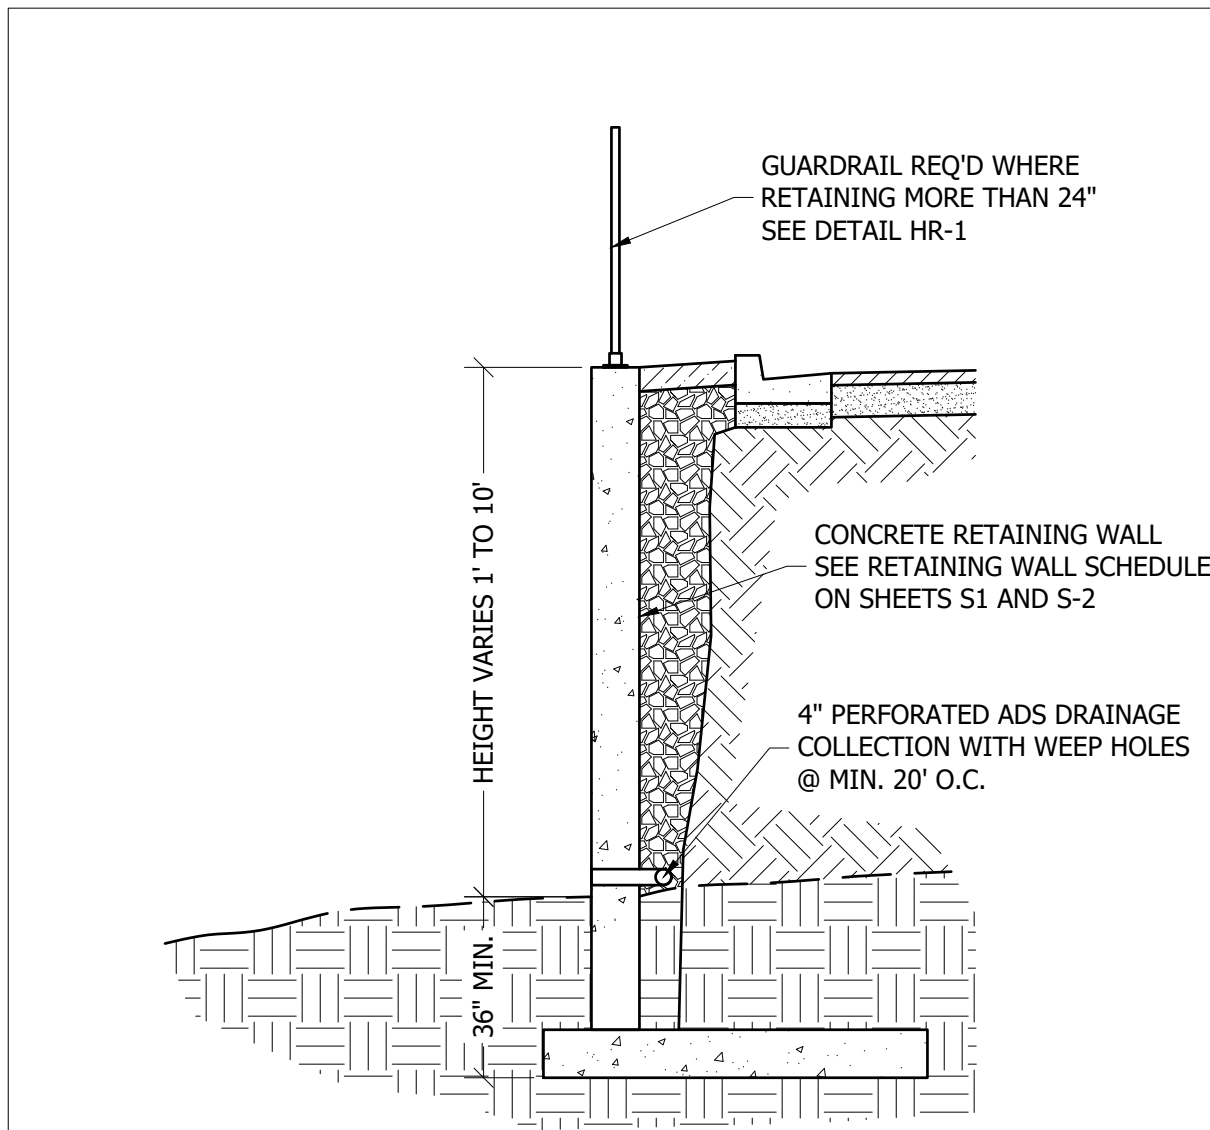 GUARDRAIL REQ'D WHERE
RETAINING MORE THAN 24"
SEE DETAIL HR-1
HEIGHT VARIES 1' TO 10'
CONCRETE RETAINING WALL
SEE RETAINING WALL SCHEDULE
ON SHEETS S1 AND S-2
4" PERFORATED ADS DRAINAGE
COLLECTION WITH WEEP HOLES
@ MIN. 20' O.C.
36" MIN.